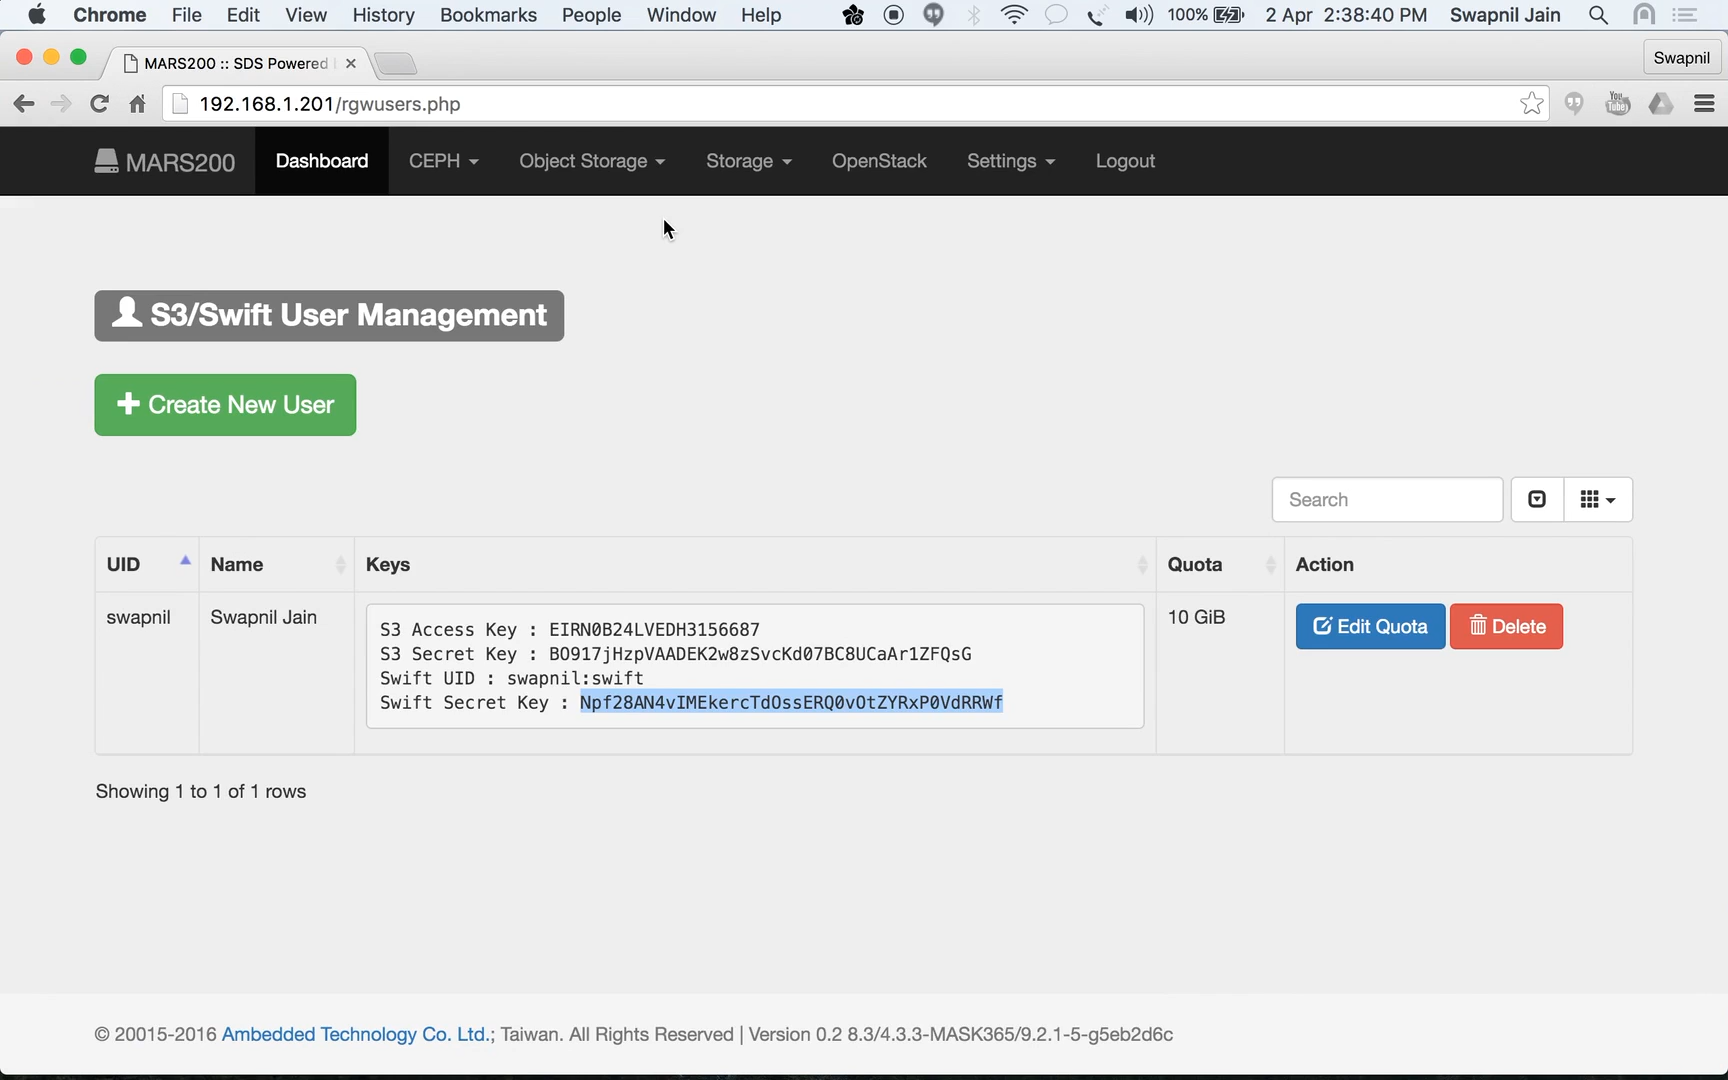 Chrome File Edit View History Bookmarks People Window Help 100% 2 Apr 2:38:40 PM Swapnil Jain
MARS200 :: SDS Powered Swapnil
192.168.1.201/rgwusers.php You Tube
MARS200 Dashboard CEPH Object Storage Storage OpenStack Settings Logout
S3/Swift User Management
Create New User
Search
UID Name Keys Quota Action
swapnil Swapnil Jain 10 GiB Edit Quota Delete
S3 Access Key : EIRN0B24LVEDH3156687
S3 Secret Key : BO917jHzpVAADEK2w8zSvcKd07BC8UCaAr1ZFQsG
Swift UID : swapnil:swift
Swift Secret Key : Npf28AN4vIMEkercTdOssERQ0vOtZYRxP0VdRRWf
Showing 1 to 1 of 1 rows
© 20015-2016 Ambedded Technology Co. Ltd.; Taiwan. All Rights Reserved | Version 0.2 8.3/4.3.3-MASK365/9.2.1-5-g5eb2d6c